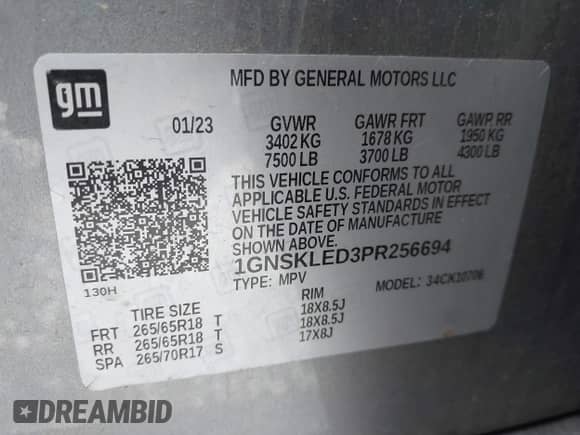 gm
MFD BY GENERAL MOTORS LLC
01/23 GVWR GAWR FRT GAWR RR
3402 KG 1678 KG 1950 KG
7500 LB 3700 LB 4300 LB
THIS VEHICLE CONFORMS TO ALL
APPLICABLE U.S. FEDERAL MOTOR
VEHICLE SAFETY STANDARDS IN EFFECT
ON THE DATE OF MANUFACTURE
SHOWN ABOVE.
1GNSKLED3PR256694
130H TYPE: MPV MODEL: 34CK10706
TIRE SIZE RIM
FRT 265/65R18 T 18X8.5J
RR 265/65R18 T 18X8.5J
SPA 265/70R17 S 17X8J
DREAMBID